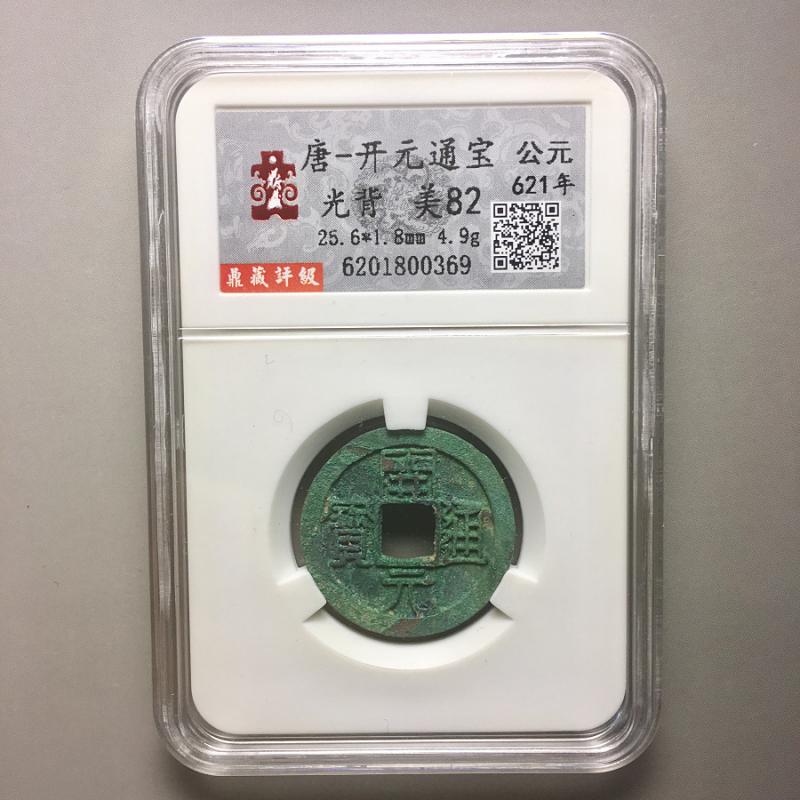 唐-开元通宝 公元
621年
光背 美82
25.6*1.8mm 4.9g
6201800369
鼎藏評級
開
元
通
寳